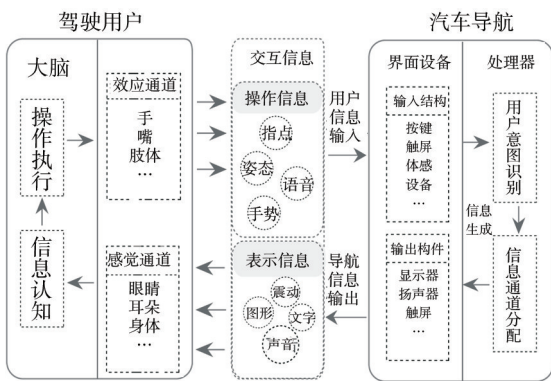 驾驶用户
汽车导航
大脑
操作执行
信息认知
效应通道
手
嘴
肢体
...
感觉通道
眼睛
耳朵
身体
...
交互信息
操作信息
指点
姿态
语音
手势
表示信息
震动
图形
文字
声音
用户
信息
输入
导航
信息
输出
界面设备
输入结构
按键
触屏
体感
设备
...
输出构件
显示器
扬声器
触屏
...
处理器
用户意图识别
信息
生成
信息通道分配